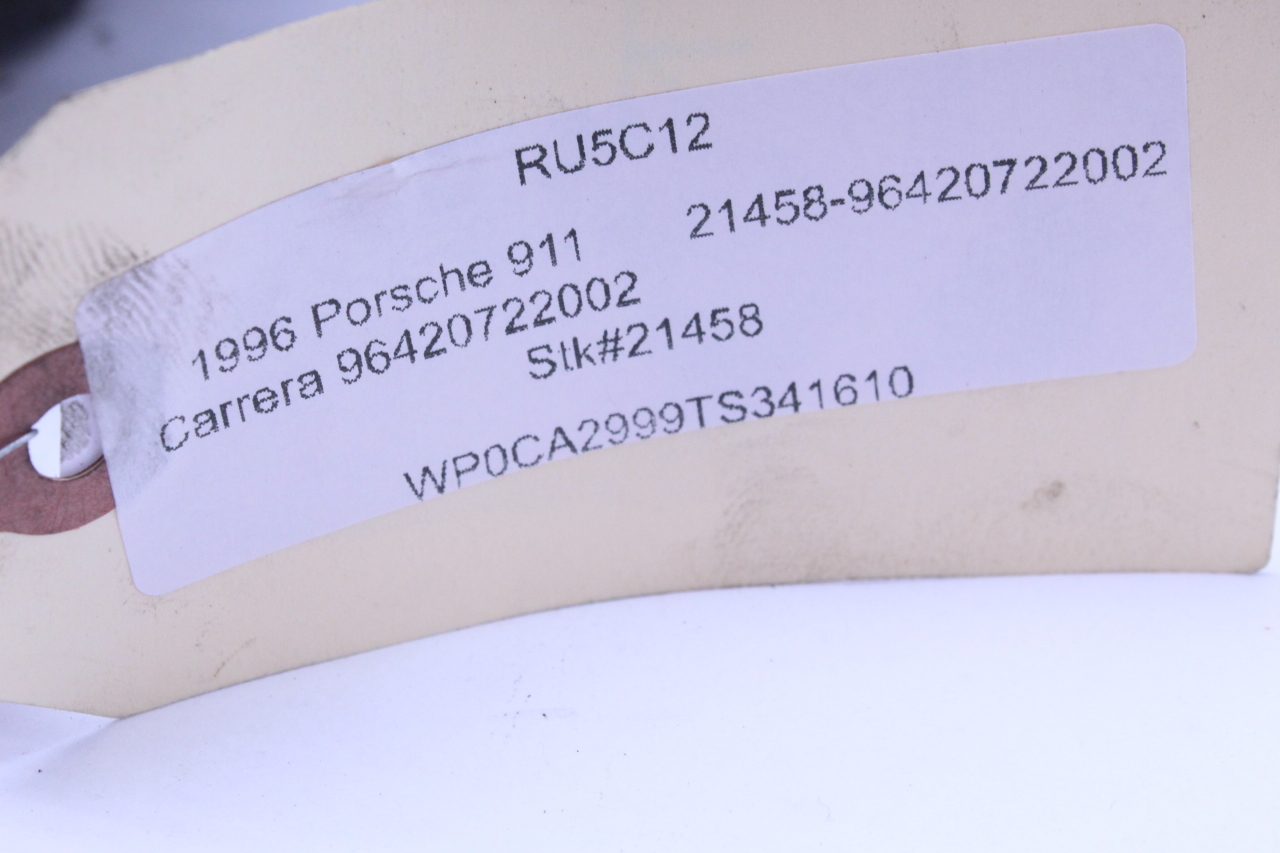 RU5C12
21458-96420722002
1996 Porsche 911
Carrera 96420722002
Stk#21458
WP0CA2999TS341610